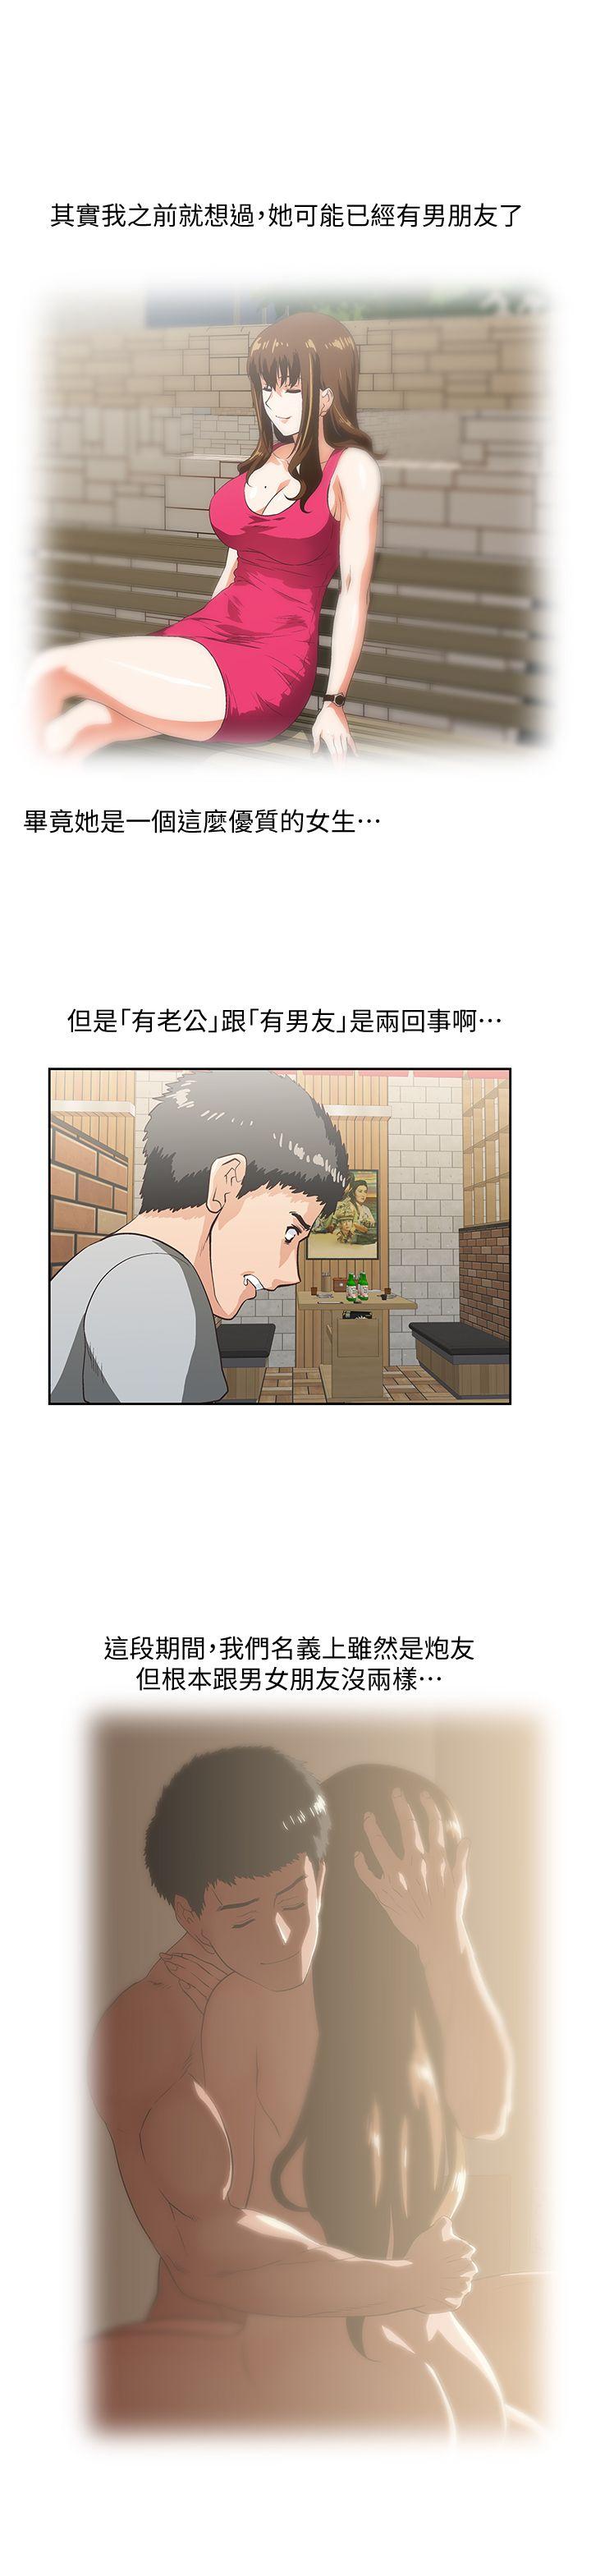 其實我之前就想過，她可能已經有男朋友了
畢竟她是一個這麼優質的女生…
但是「有老公」跟「有男友」是兩回事啊…
這段期間，我們名義上雖然是炮友
但根本跟男女朋友沒兩樣…